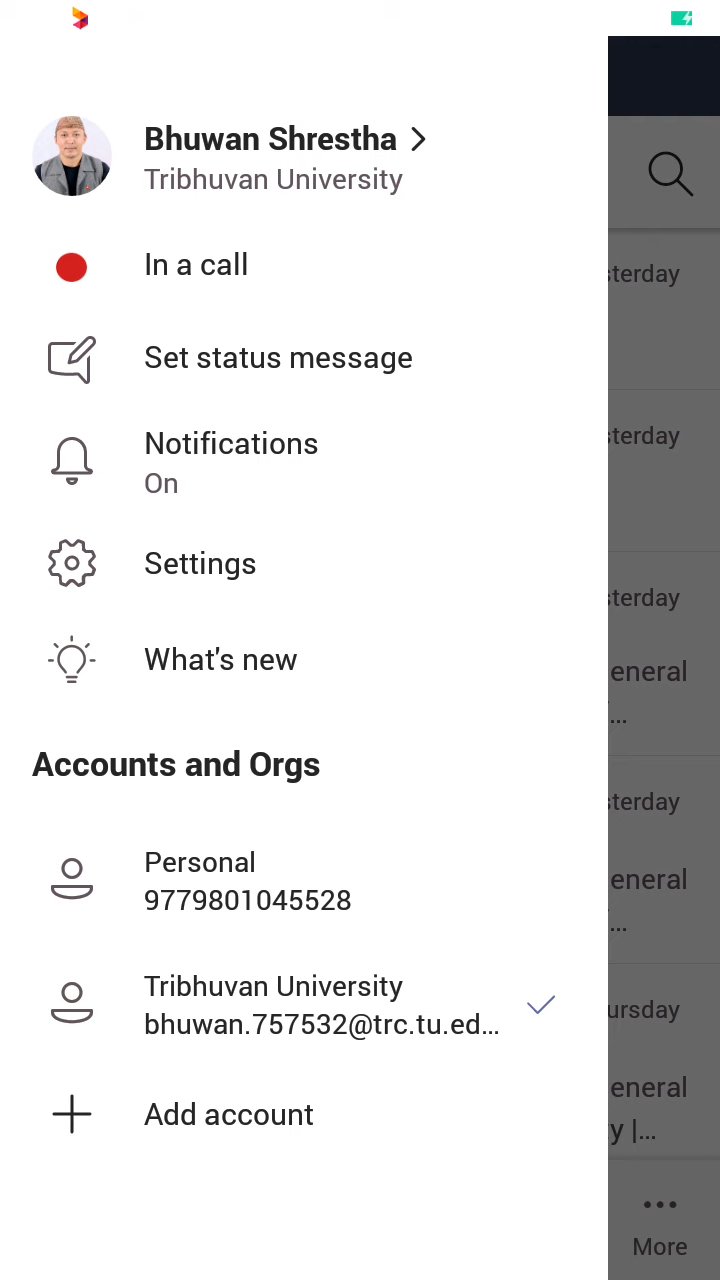 Bhuwan Shrestha
Tribhuvan University
In a call
Set status message
Notifications
On
Settings
What's new
Accounts and Orgs
Personal
9779801045528
Tribhuvan University
bhuwan.757532@trc.tu.ed...
Add account
sterday
sterday
sterday
eneral
...
sterday
eneral
...
ursday
eneral
y |...
More